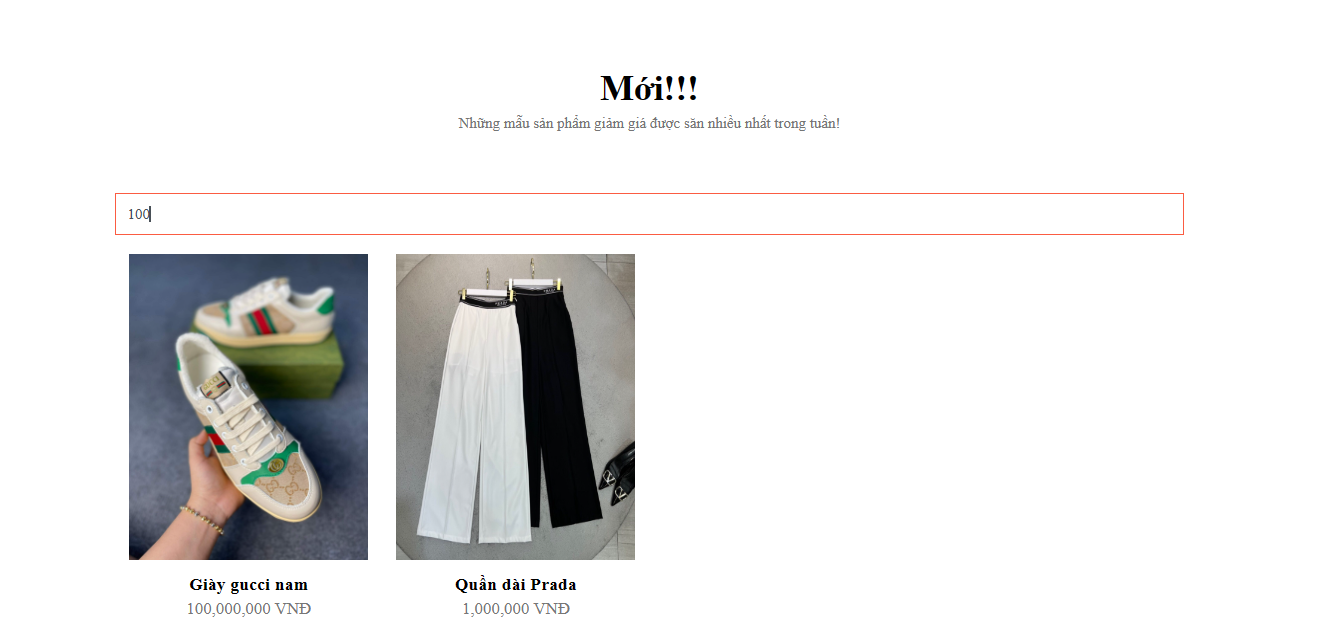 Mới!!!
Những mẫu sản phẩm giảm giá được săn nhiều nhất trong tuần!
100
GUCCI
Giày gucci nam
100,000,000 VNĐ
Quần dài Prada
1,000,000 VNĐ